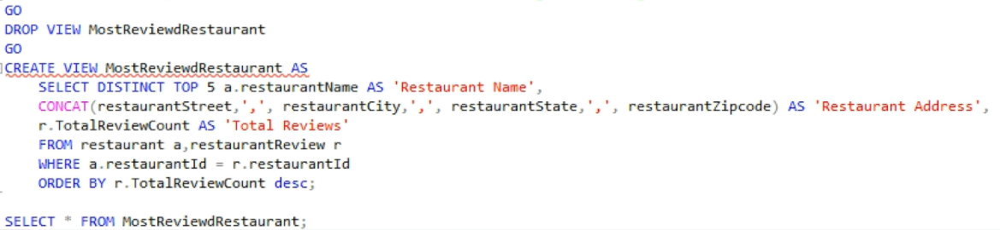 GO
DROP VIEW MostReviewdRestaurant
GO
CREATE VIEW MostReviewdRestaurant AS
SELECT DISTINCT TOP 5 a.restaurantName AS 'Restaurant Name',
CONCAT(restaurantStreet,',', restaurantCity,',', restaurantState,',', restaurantZipcode) AS 'Restaurant Address',
r.TotalReviewCount AS 'Total Reviews'
FROM restaurant a,restaurantReview r
WHERE a.restaurantId = r.restaurantId
ORDER BY r.TotalReviewCount desc;
SELECT * FROM MostReviewdRestaurant;